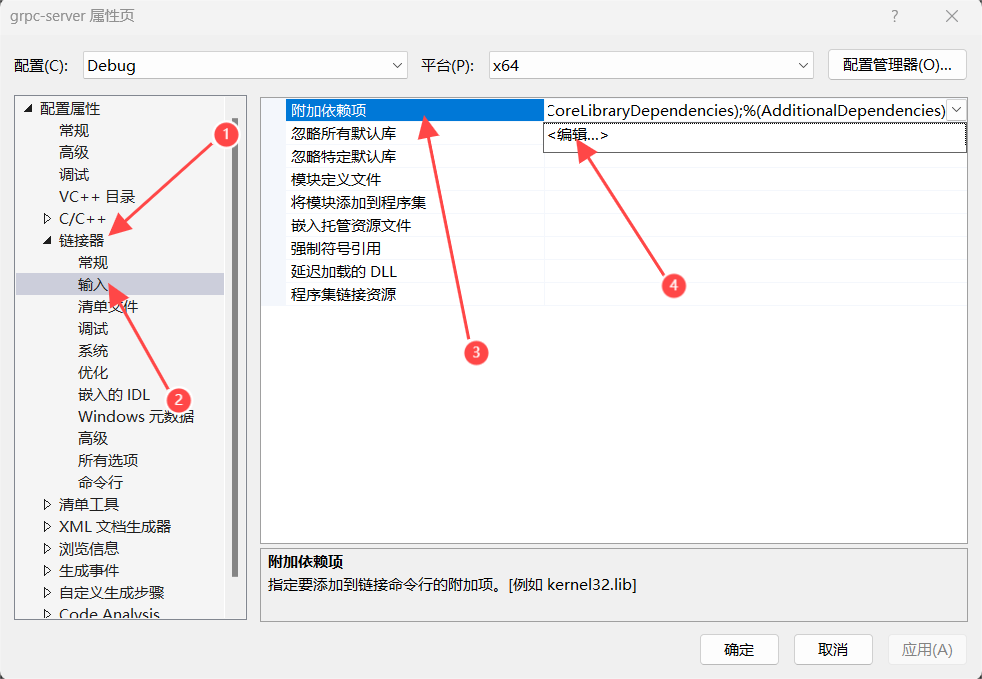 grpc-server 属性页
配置(C): Debug 平台(P): x64 配置管理器(O)...
配置属性
常规
高级
调试
VC++ 目录
C/C++
链接器
常规
输入
清单文件
调试
系统
优化
嵌入的 IDL
Windows 元数据
高级
所有选项
命令行
清单工具
XML 文档生成器
浏览信息
生成事件
自定义生成步骤
Code Analysis
1
2
附加依赖项 CoreLibraryDependencies);%(AdditionalDependencies)
忽略所有默认库 <编辑...>
忽略特定默认库
模块定义文件
将模块添加到程序集
嵌入托管资源文件
强制符号引用
延迟加载的 DLL
程序集链接资源
3
4
附加依赖项
指定要添加到链接命令行的附加项。[例如 kernel32.lib]
确定 取消 应用(A)